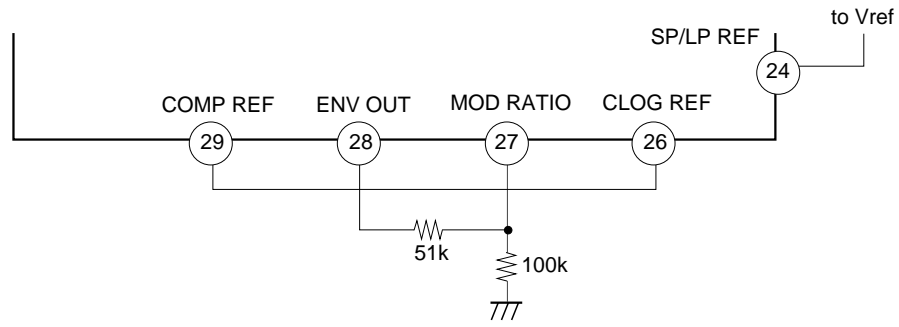 to Vref
SP/LP REF
24
COMP REF
ENV OUT
MOD RATIO
CLOG REF
29
28
27
26
51k
100k